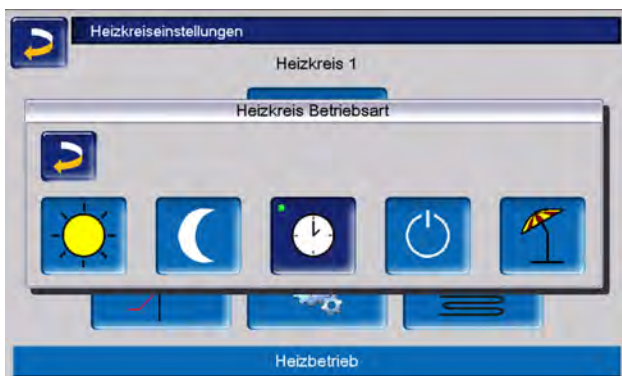 Heizkreiseinstellungen
Heizkreis 1
Heizkreis Betriebsart
Heizbetrieb